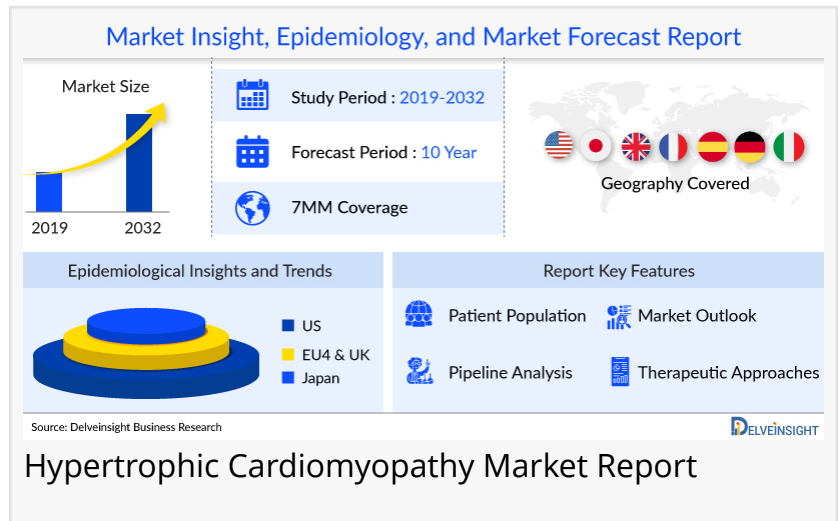 Market Insight, Epidemiology, and Market Forecast Report
Market Size
2019
2032
Study Period : 2019-2032
Forecast Period : 10 Year
7MM Coverage
Geography Covered
Epidemiological Insights and Trends
US
EU4 & UK
Japan
Report Key Features
Patient Population
Market Outlook
Pipeline Analysis
Therapeutic Approaches
Source: Delveinsight Business Research
DELVEINSIGHT
Hypertrophic Cardiomyopathy Market Report